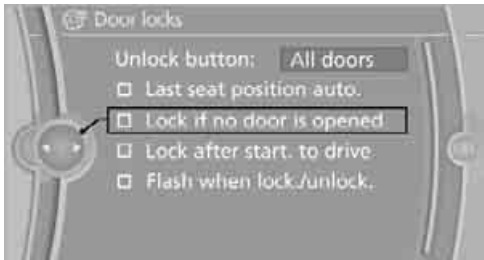 Door locks
Unlock button: All doors
Last seat position auto.
Lock if no door is opened
Lock after start. to drive
Flash when lock./unlock.